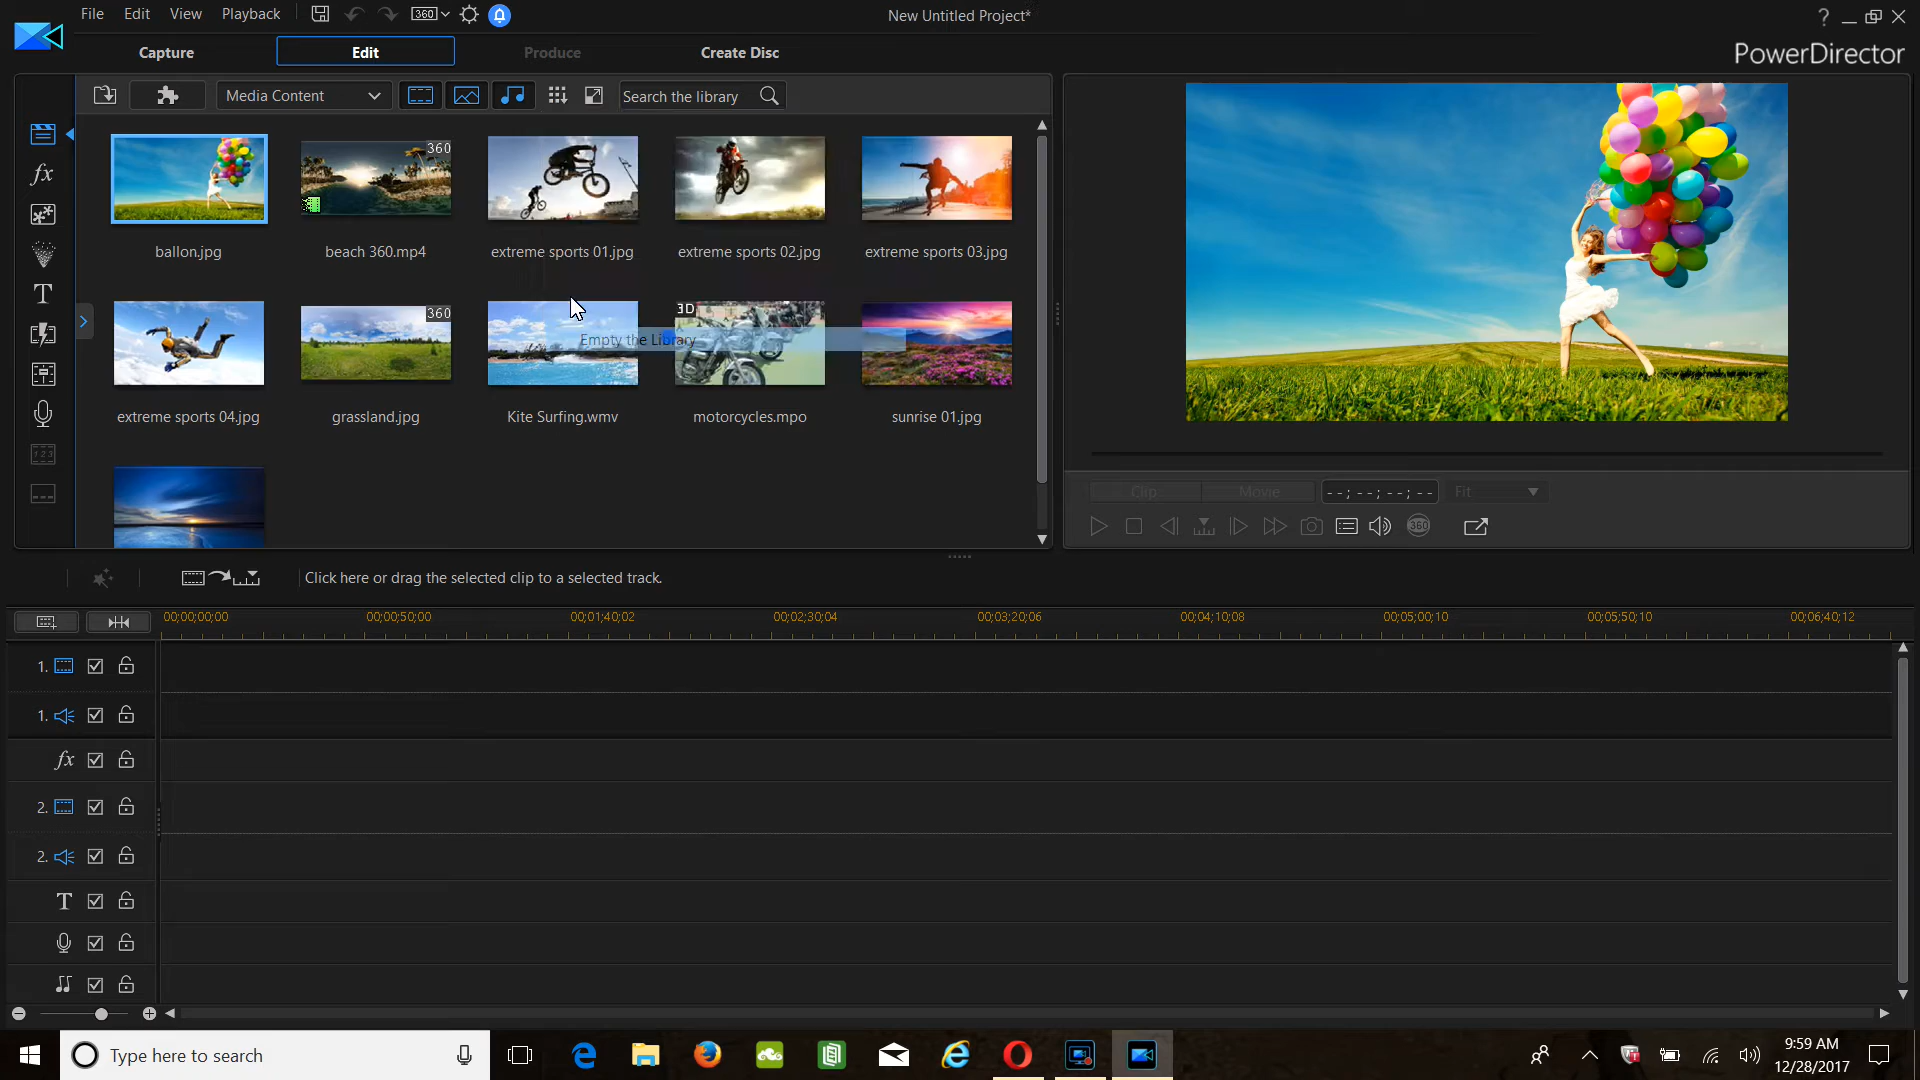 File Edit View Playback 360
New Untitled Project*
?
Capture Edit Produce Create Disc
PowerDirector
Media Content
Search the library
360
ballon.jpg beach 360.mp4 extreme sports 01.jpg extreme sports 02.jpg extreme sports 03.jpg
fx
T
360
3D
Empty the Library
extreme sports 04.jpg grassland.jpg Kite Surfing.wmv motorcycles.mpo sunrise 01.jpg
1 2 3
Clip Movie --;--;--;-- Fit
360
Click here or drag the selected clip to a selected track.
00;00;00;00 00;00;50;00 00;01;40;02 00;02;30;04 00;03;20;06 00;04;10;08 00;05;00;10 00;05;50;10 00;06;40;12
1.
1.
fx
2.
2.
T
Type here to search
9:59 AM
12/28/2017